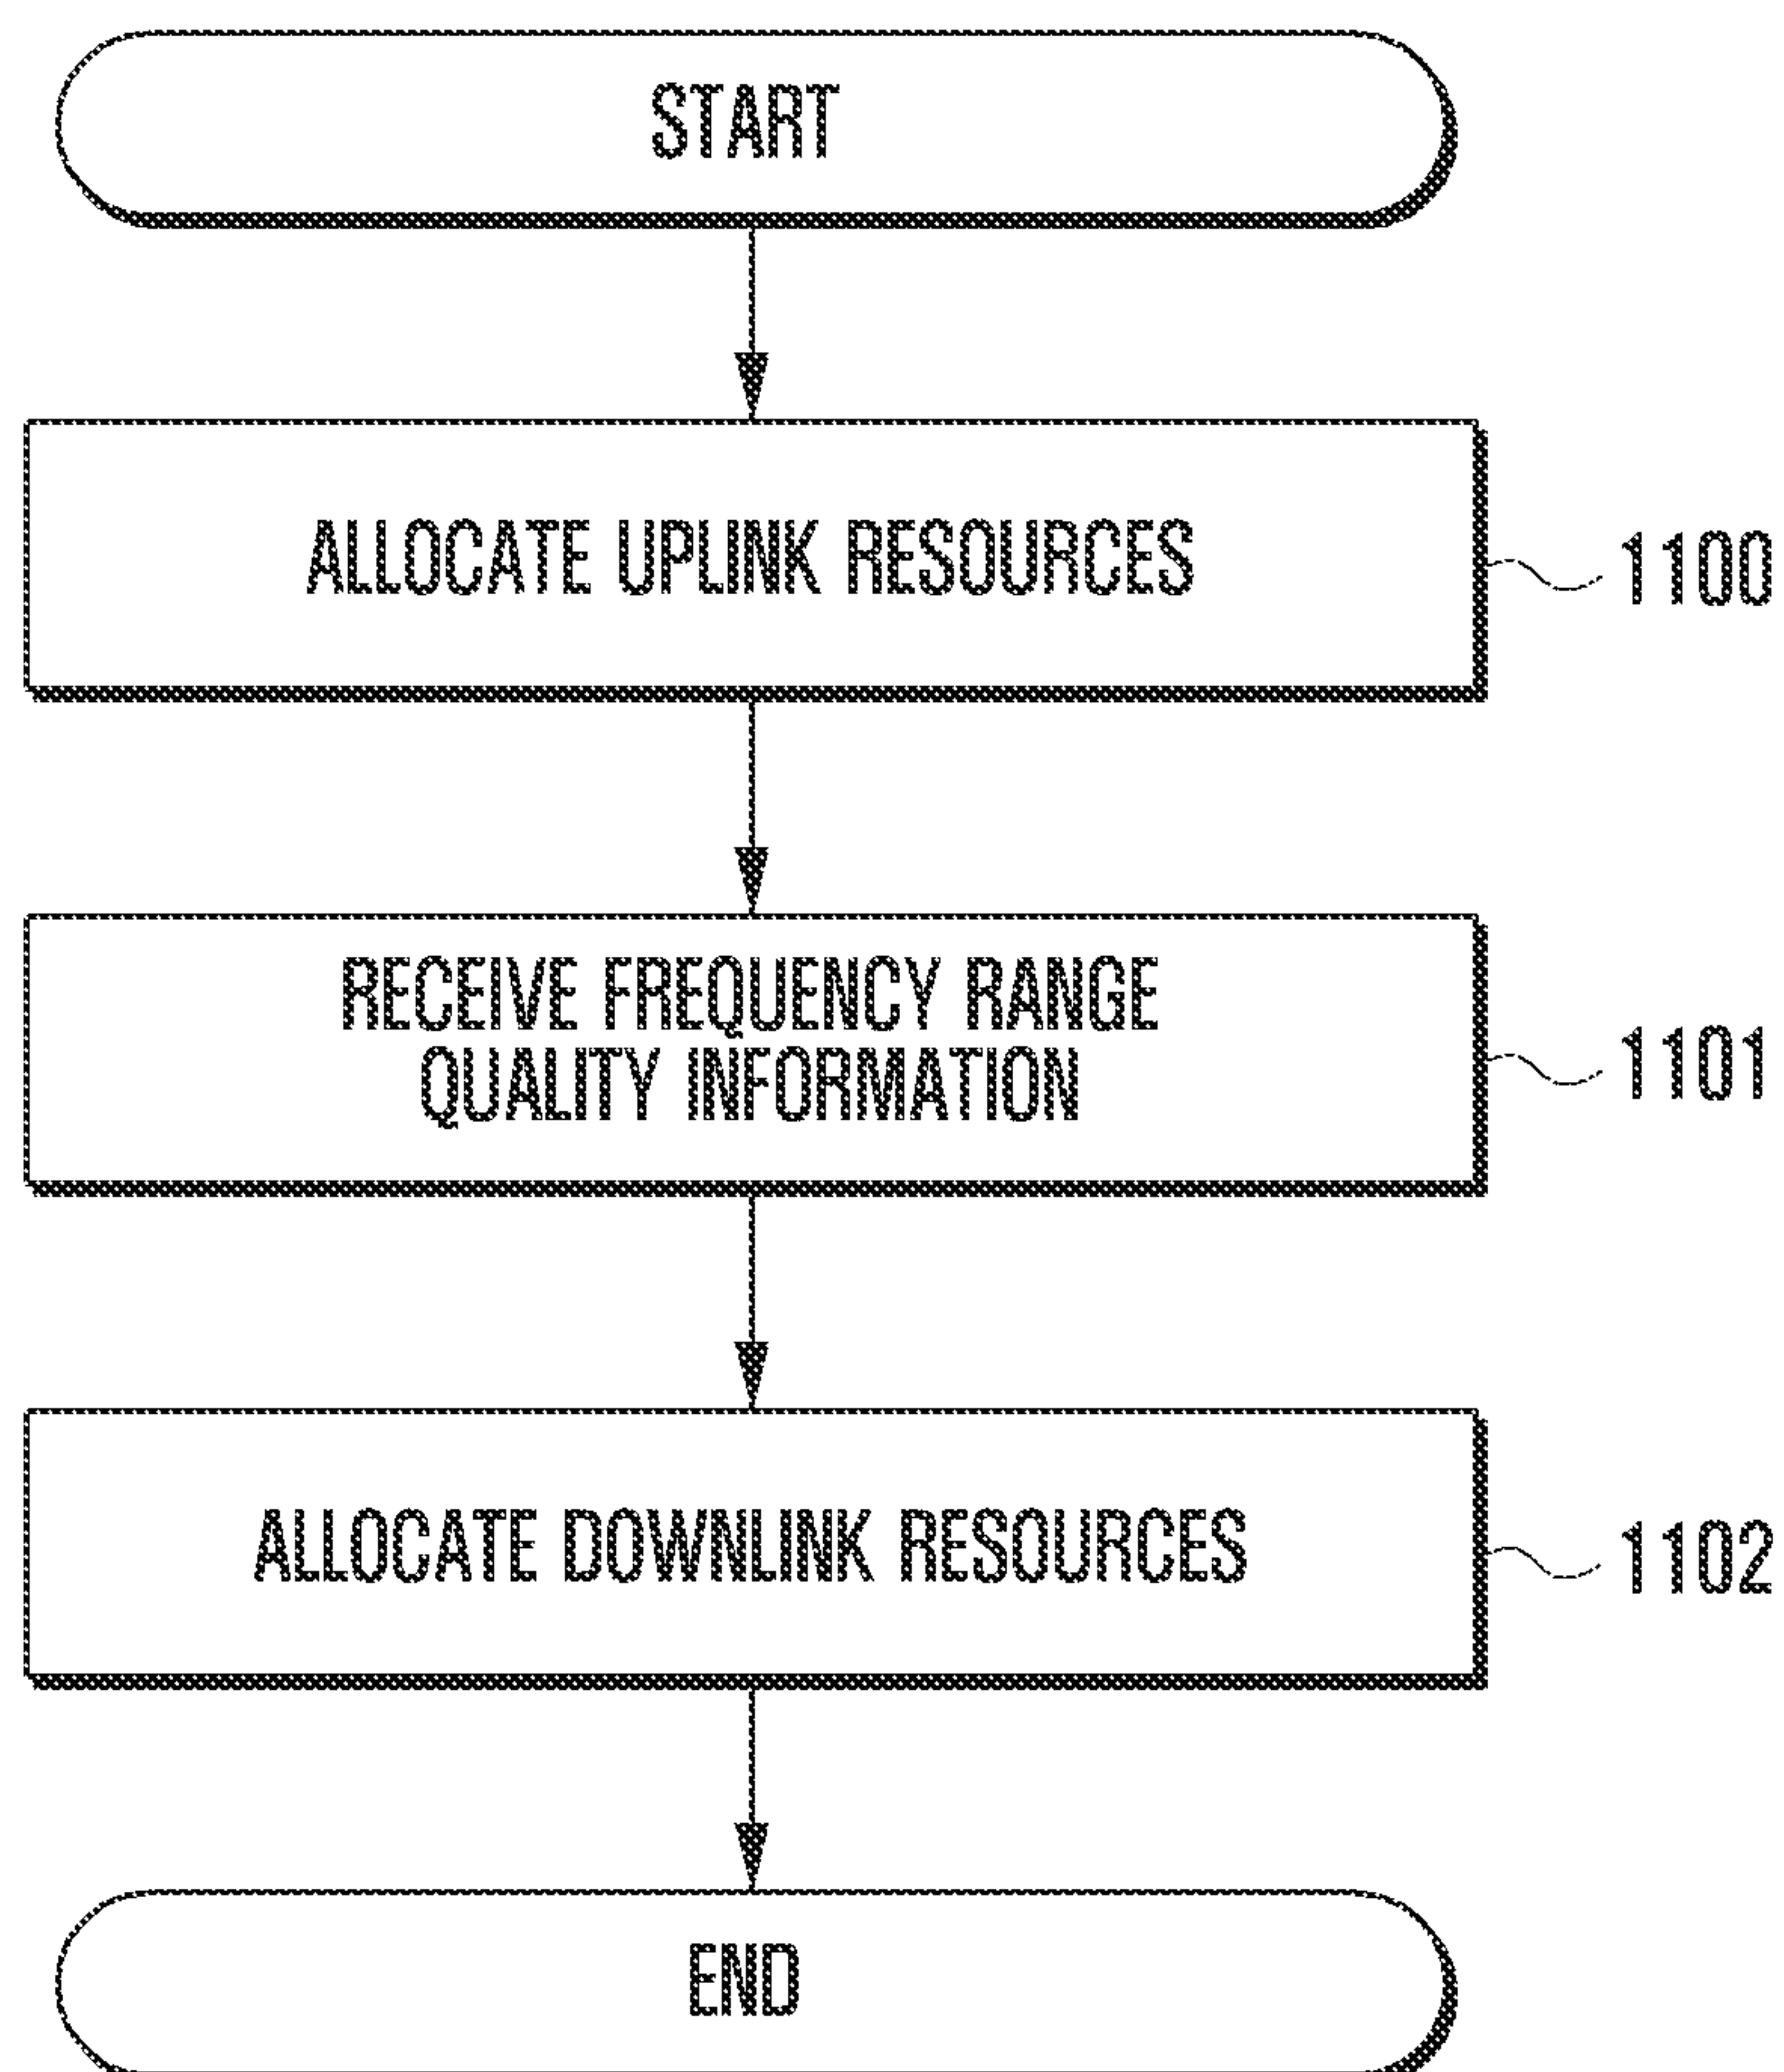 START
ALLOCATE UPLINK RESOURCES
1100
RECEIVE FREQUENCY RANGE
QUALITY INFORMATION
1101
ALLOCATE DOWNLINK RESOURCES
1102
END